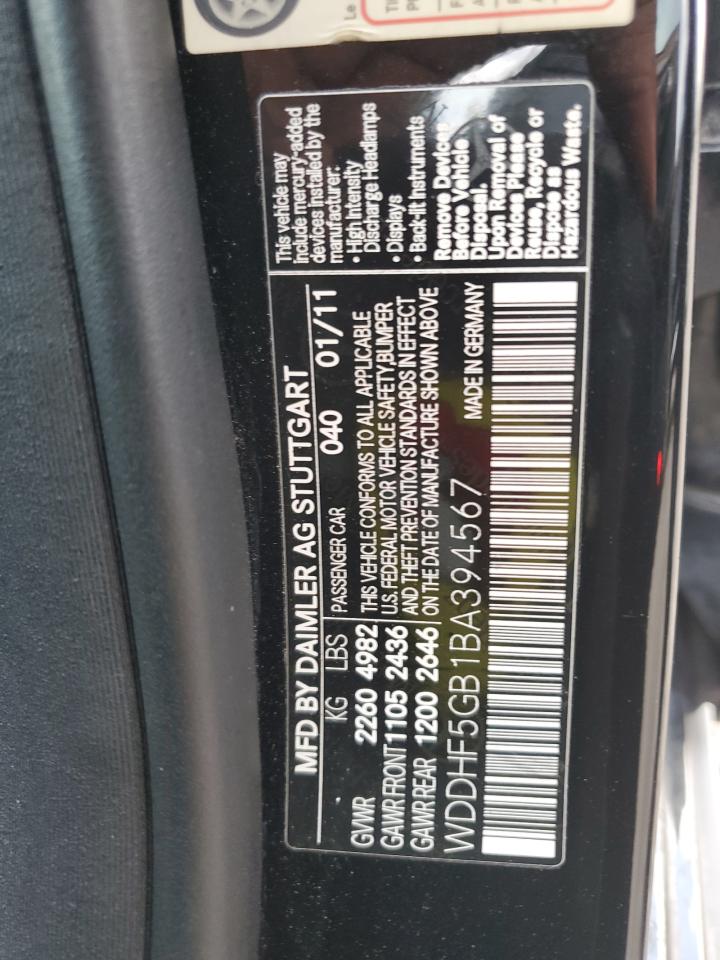 MFD BY DAIMLER AG STUTTGART
KG LBS PASSENGER CAR 040 01/11
GVWR 2260 4982
GAWR FRONT 1105 2436
GAWR REAR 1200 2646
THIS VEHICLE CONFORMS TO ALL APPLICABLE
U.S. FEDERAL MOTOR VEHICLE SAFETY,BUMPER
AND THEFT PREVENTION STANDARDS IN EFFECT
ON THE DATE OF MANUFACTURE SHOWN ABOVE
WDDHF5GB1BA394567 MADE IN GERMANY
This vehicle may
include mercury-added
devices installed by the
manufacturer:
• High Intensity
Discharge Headlamps
• Displays
• Back-lit Instruments
Remove Devices
Before Vehicle
Disposal.
Upon Removal of
Devices Please
Reuse, Recycle or
Dispose as
Hazardous Waste.